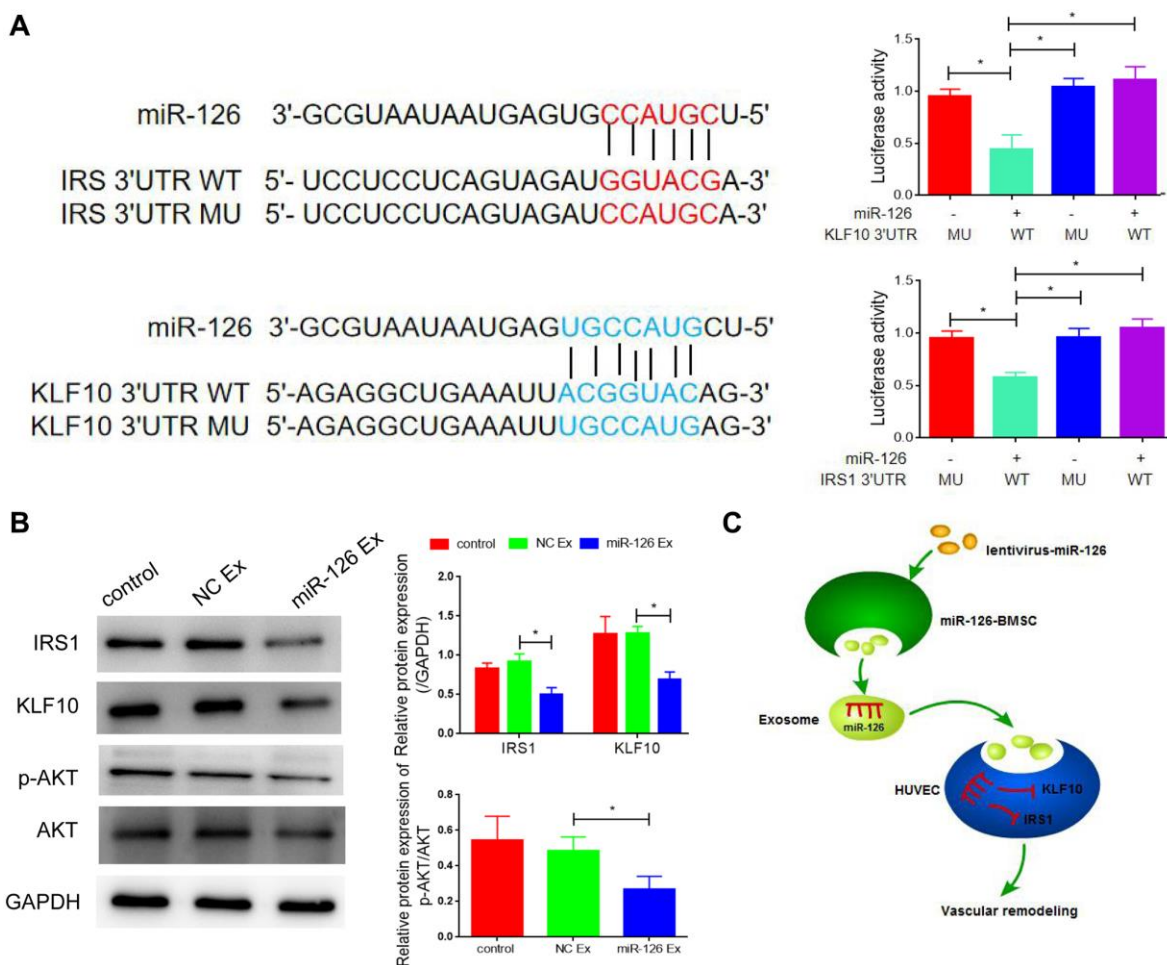 A
miR-126 3'-GCGUAAUAAUGAGUGCCAUGCU-5'
IRS 3'UTR WT 5'- UCCUCCUCAGUAGAUGGUACGA-3'
IRS 3'UTR MU 5'- UCCUCCUCAGUAGAUCCAUGCA-3'
miR-126 3'-GCGUAAUAAUGAGUGCCAUGCU-5'
KLF10 3'UTR WT 5'-AGAGGCUGAAAUUACGGUACAG-3'
KLF10 3'UTR MU 5'-AGAGGCUGAAAUUUGCCAUGAG-3'
Luciferase activity
1.5
1.0
0.5
0.0
*
*
*
miR-126 - + - +
KLF10 3'UTR MU WT MU WT
Luciferase activity
1.5
1.0
0.5
0.0
*
*
*
miR-126 - + - +
IRS1 3'UTR MU WT MU WT
B
control NC Ex miR-126 Ex
IRS1
KLF10
p-AKT
AKT
GAPDH
control NC Ex miR-126 Ex
Relative protein expression
(/GAPDH)
2.0
1.5
1.0
0.5
0.0
*
*
IRS1 KLF10
Relative protein expression of
p-AKT/AKT
0.8
0.6
0.4
0.2
0.0
*
control NC Ex miR-126 Ex
C
lentivirus-miR-126
miR-126-BMSC
Exosome
miR-126
HUVEC
KLF10
IRS1
Vascular remodeling